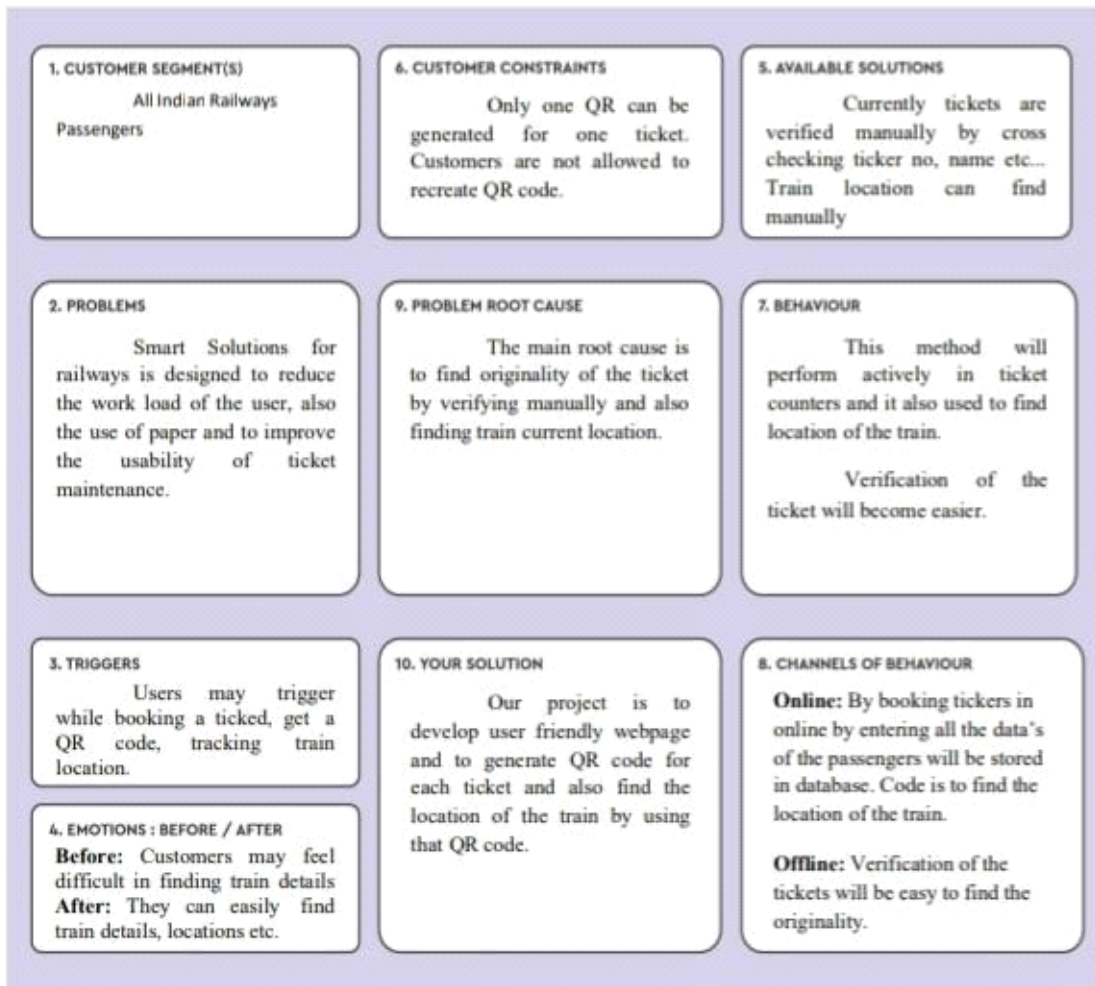 1. CUSTOMER SEGMENT(S)
All Indian Railways
Passengers
6. CUSTOMER CONSTRAINTS
Only one QR can be
generated for one ticket.
Customers are not allowed to
recreate QR code.
5. AVAILABLE SOLUTIONS
Currently tickets are
verified manually by cross
checking ticker no, name etc...
Train location can find
manually
2. PROBLEMS
Smart Solutions for
railways is designed to reduce
the work load of the user, also
the use of paper and to improve
the usability of ticket
maintenance.
9. PROBLEM ROOT CAUSE
The main root cause is
to find originality of the ticket
by verifying manually and also
finding train current location.
7. BEHAVIOUR
This method will
perform actively in ticket
counters and it also used to find
location of the train.
Verification of the
ticket will become easier.
3. TRIGGERS
Users may trigger
while booking a ticked, get a
QR code, tracking train
location.
4. EMOTIONS : BEFORE / AFTER
Before: Customers may feel
difficult in finding train details
After: They can easily find
train details, locations etc.
10. YOUR SOLUTION
Our project is to
develop user friendly webpage
and to generate QR code for
each ticket and also find the
location of the train by using
that QR code.
8. CHANNELS OF BEHAVIOUR
Online: By booking tickers in
online by entering all the data's
of the passengers will be stored
in database. Code is to find the
location of the train.
Offline: Verification of the
tickets will be easy to find the
originality.